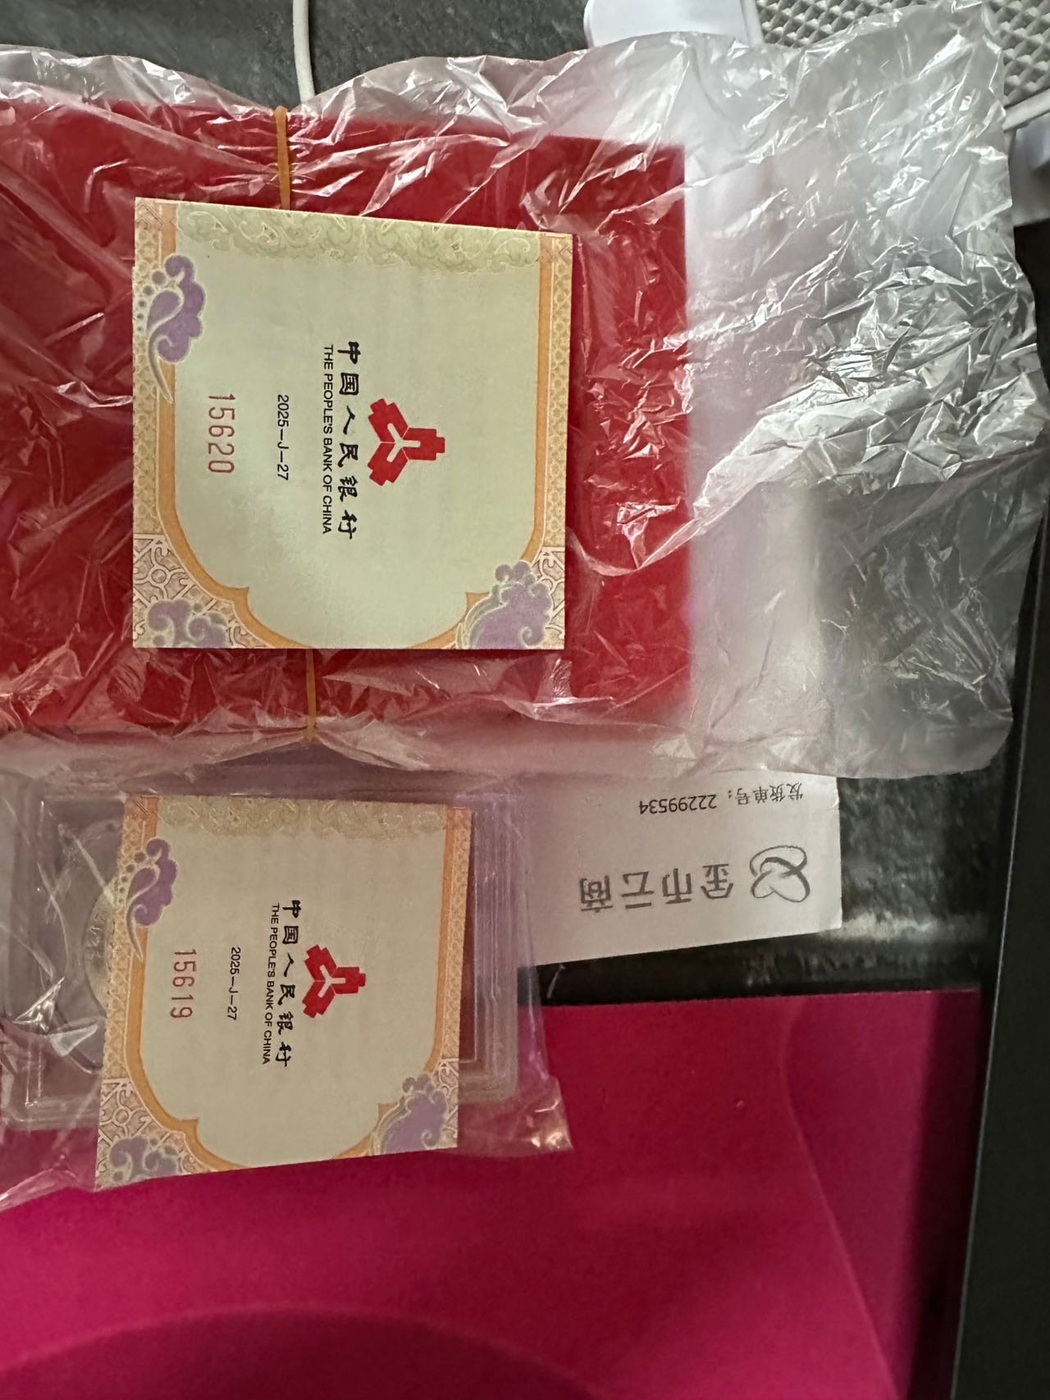 中国人民银行
THE PEOPLE'S BANK OF CHINA
2025—J—27
15620
发货单号：22299534
金币云商
中国人民银行
THE PEOPLE'S BANK OF CHINA
2025—J—27
15619